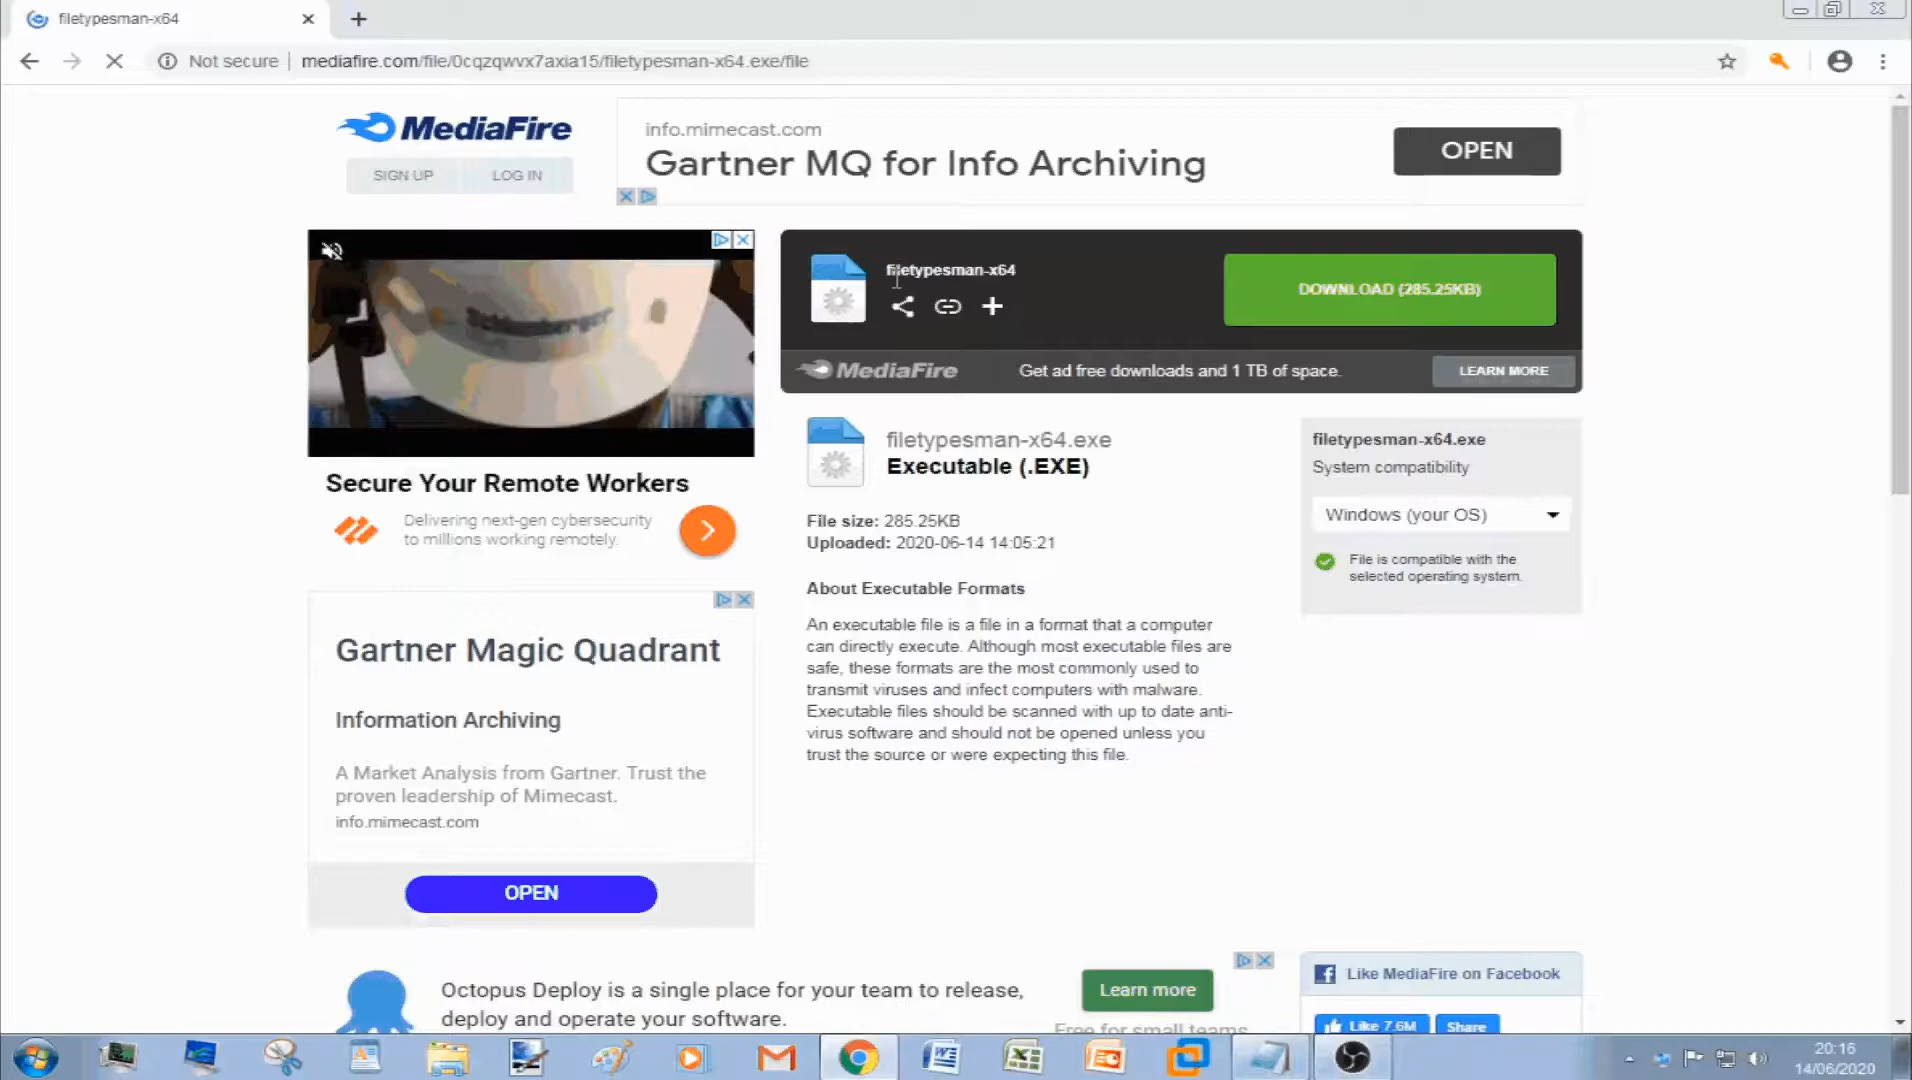 filetypesman-x64
Not secure
mediafire.com/file/0cqzqwvx7axia15/filetypesman-x64.exe/file
MediaFire
SIGN UP
LOG IN
info.mimecast.com
Gartner MQ for Info Archiving
OPEN
filetypesman-x64
DOWNLOAD (285.25KB)
MediaFire
Get ad free downloads and 1 TB of space.
LEARN MORE
Secure Your Remote Workers
Delivering next-gen cybersecurity
to millions working remotely.
filetypesman-x64.exe
Executable (.EXE)
File size: 285.25KB
Uploaded: 2020-06-14 14:05:21
About Executable Formats
An executable file is a file in a format that a computer
can directly execute. Although most executable files are
safe, these formats are the most commonly used to
transmit viruses and infect computers with malware.
Executable files should be scanned with up to date anti-
virus software and should not be opened unless you
trust the source or were expecting this file.
filetypesman-x64.exe
System compatibility
Windows (your OS)
File is compatible with the
selected operating system.
Gartner Magic Quadrant
Information Archiving
A Market Analysis from Gartner. Trust the
proven leadership of Mimecast.
info.mimecast.com
OPEN
Octopus Deploy is a single place for your team to release,
deploy and operate your software.
Learn more
Free for small teams
Like MediaFire on Facebook
Like 7.6M
Share
20:16
14/06/2020